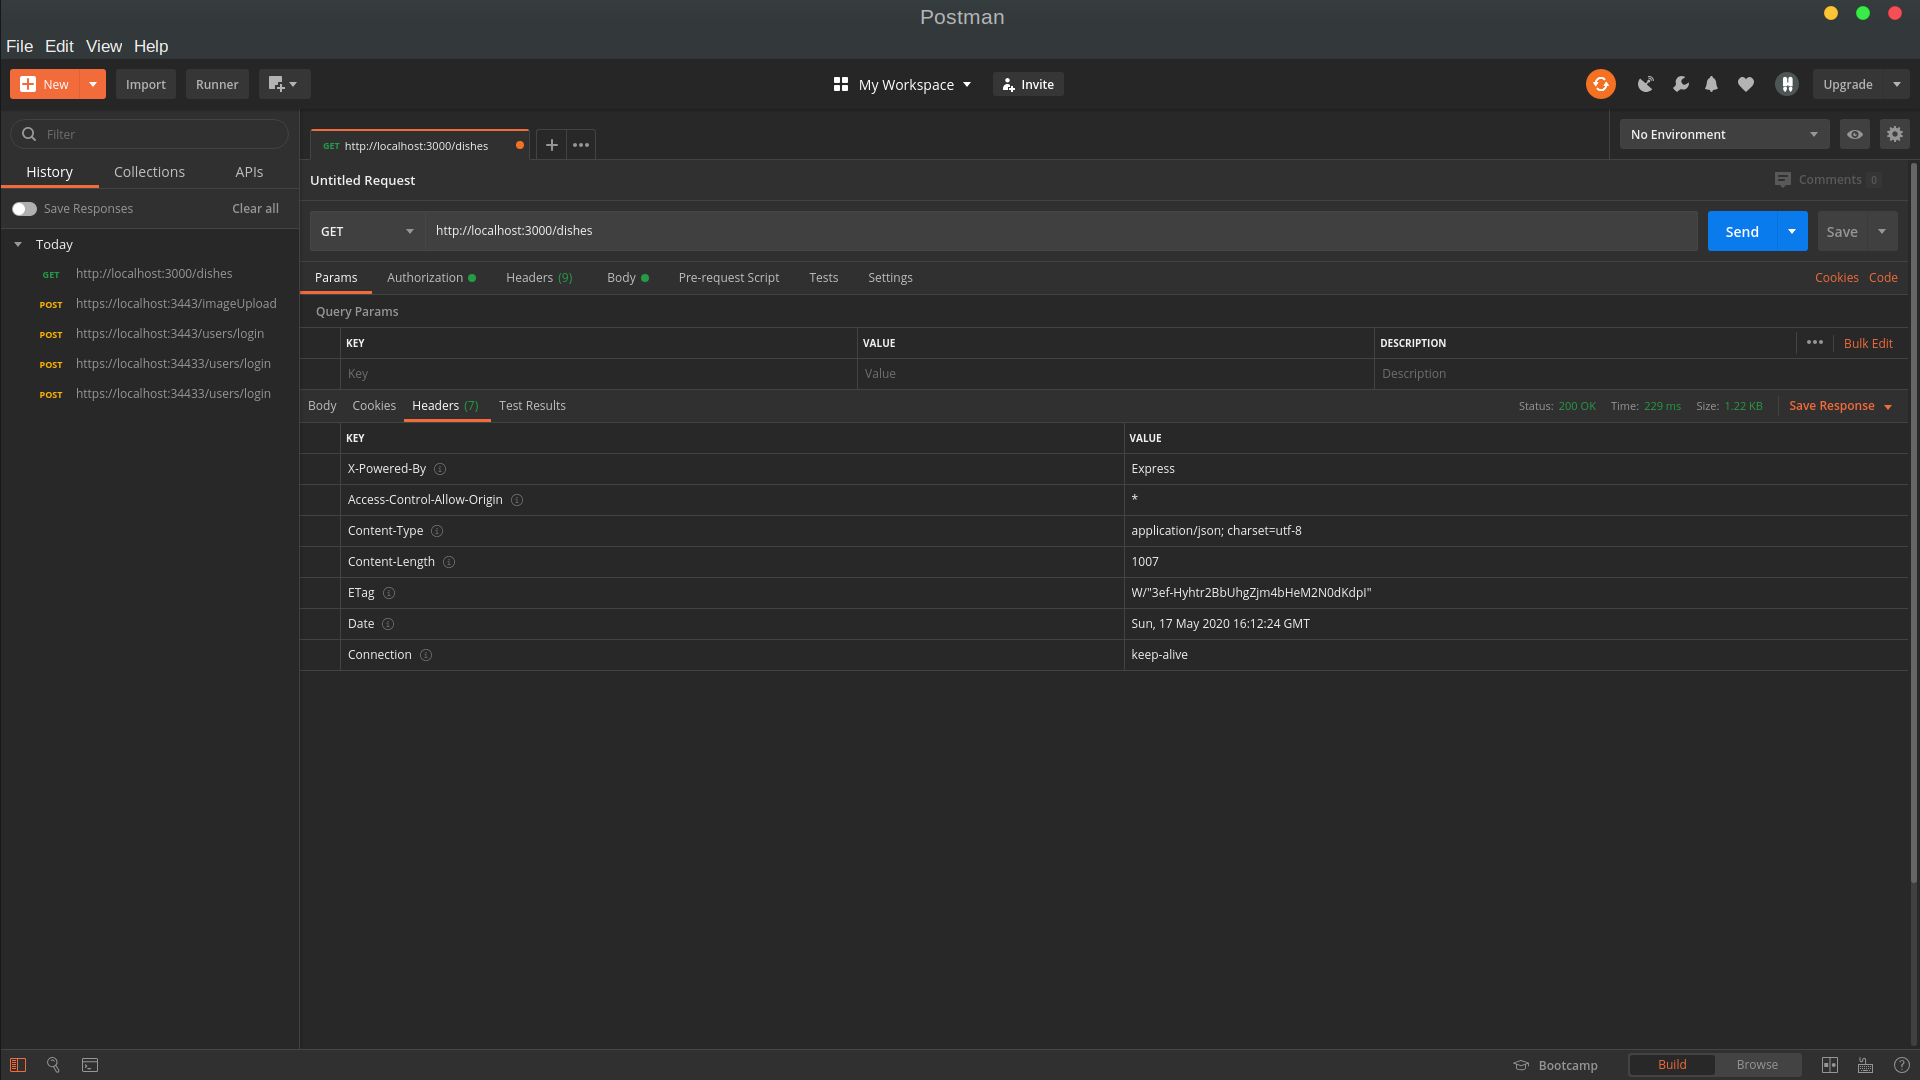 Postman
File Edit View Help
New Import Runner My Workspace Invite Upgrade
Filter
History Collections APIs
Save Responses Clear all
Today
GET http://localhost:3000/dishes
POST https://localhost:3443/imageUpload
POST https://localhost:3443/users/login
POST https://localhost:34433/users/login
POST https://localhost:34433/users/login
GET http://localhost:3000/dishes
No Environment
Untitled Request
Comments 0
GET http://localhost:3000/dishes Send Save
Params Authorization Headers (9) Body Pre-request Script Tests Settings Cookies Code
Query Params
KEY VALUE DESCRIPTION Bulk Edit
Key Value Description
Body Cookies Headers (7) Test Results Status: 200 OK Time: 229 ms Size: 1.22 KB Save Response
KEY VALUE
X-Powered-By Express
Access-Control-Allow-Origin *
Content-Type application/json; charset=utf-8
Content-Length 1007
ETag W/"3ef-Hyhtr2BbUhgZjm4bHeM2N0dKdpI"
Date Sun, 17 May 2020 16:12:24 GMT
Connection keep-alive
Bootcamp Build Browse